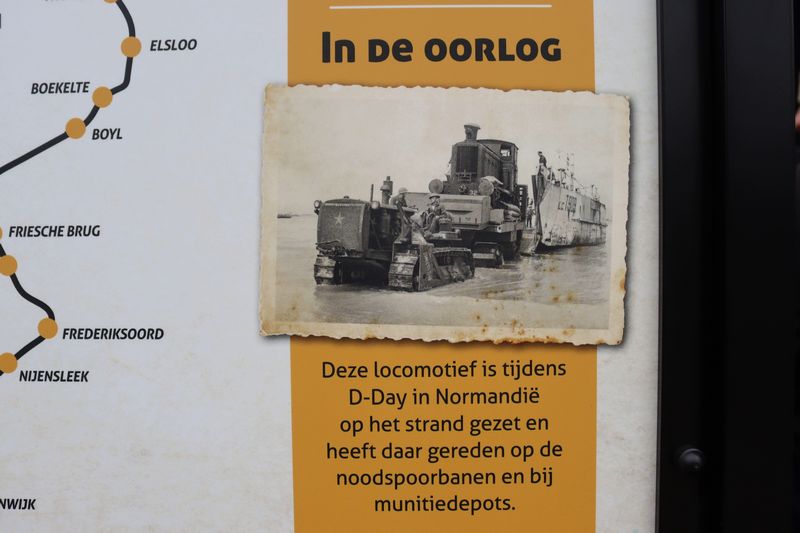 ELSLOO
BOEKELTE
BOYL
FRIESCHE BRUG
FREDERIKSOORD
NIJENSLEEK
NWIJK
In de oorlog
Deze locomotief is tijdens
D-Day in Normandië
op het strand gezet en
heeft daar gereden op de
noodspoorbanen en bij
munitiedepots.